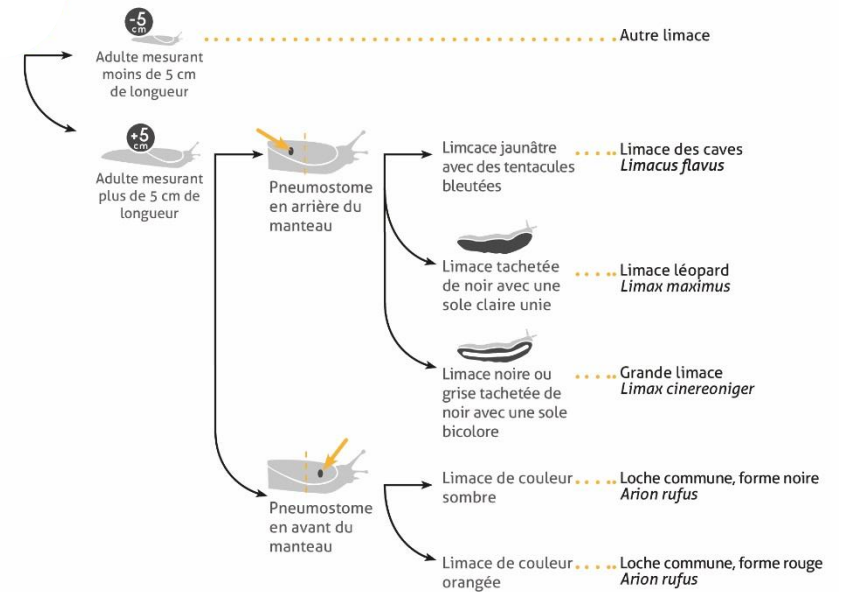 -5
cm
Adulte mesurant
moins de 5 cm
de longueur
Autre limace
+5
cm
Adulte mesurant
plus de 5 cm de
longueur
Pneumostome
en arrière du
manteau
Limcace jaunâtre
avec des tentacules
bleutées
Limace des caves
Limacus flavus
Limace tachetée
de noir avec une
sole claire unie
Limace léopard
Limax maximus
Limace noire ou
grise tachetée de
noir avec une sole
bicolore
Grande limace
Limax cinereoniger
Pneumostome
en avant du
manteau
Limace de couleur
sombre
Loche commune, forme noire
Arion rufus
Limace de couleur
orangée
Loche commune, forme rouge
Arion rufus